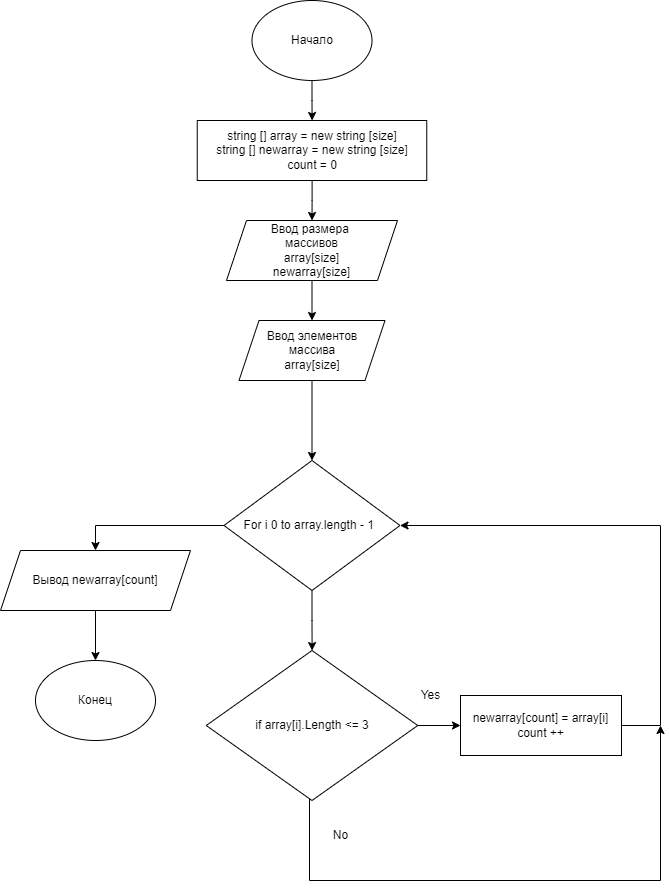 Начало
string [] array = new string [size]
string [] newarray = new string [size]
count = 0
Ввод размера
массивов
array[size]
newarray[size]
Ввод элементов
массива
array[size]
For i 0 to array.length - 1
Вывод newarray[count]
Конец
if array[i].Length <= 3
Yes
newarray[count] = array[i]
count ++
No